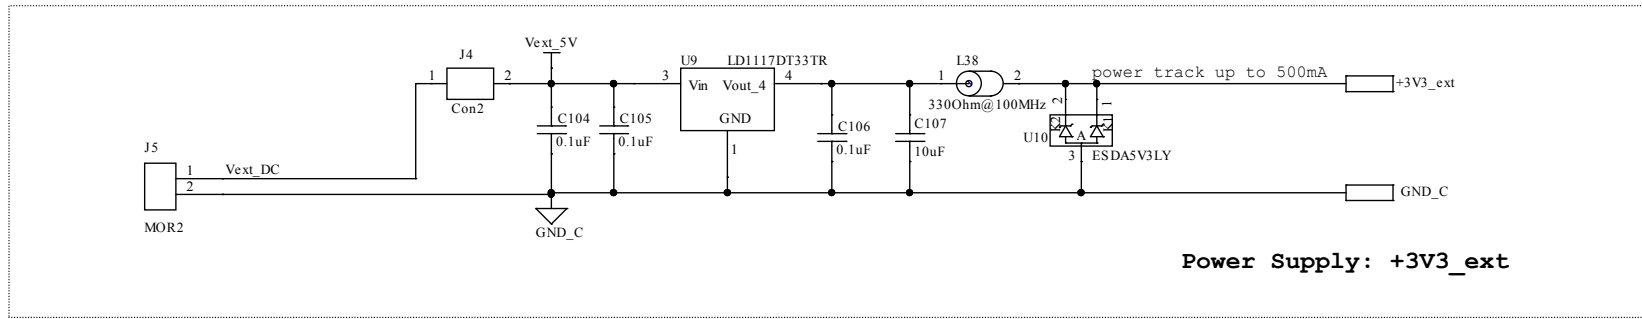 Vext_5V
J4
1
2
Con2
U9
LD1117DT33TR
3
Vin
Vout_4
4
GND
1
C104
0.1uF
C105
0.1uF
C106
0.1uF
C107
10uF
L38
1
2
330Ohm@100MHz
power track up to 500mA
+3V3_ext
2
1
K2
A
K1
U10
3
ESDA5V3LY
J5
1
Vext_DC
2
MOR2
GND_C
GND_C
Power Supply: +3V3_ext